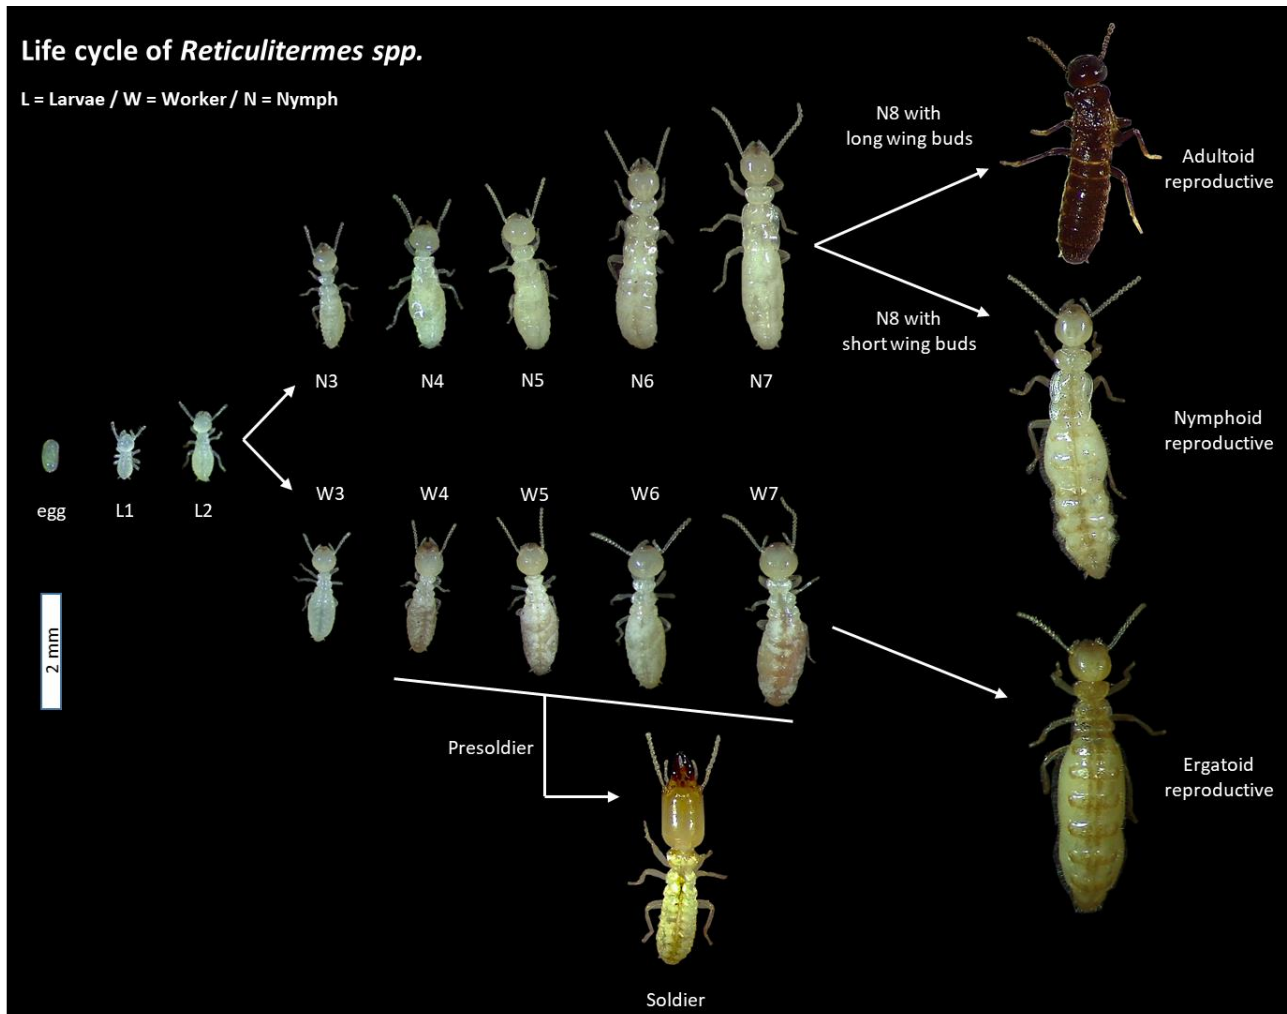 Life cycle of Reticulitermes spp.
L = Larvae / W = Worker / N = Nymph
N8 with
long wing buds
Adultoid
reproductive
N3
N4
N5
N6
N7
N8 with
short wing buds
Nymphoid
reproductive
egg
L1
L2
W3
W4
W5
W6
W7
2 mm
Presoldier
Ergatoid
reproductive
Soldier